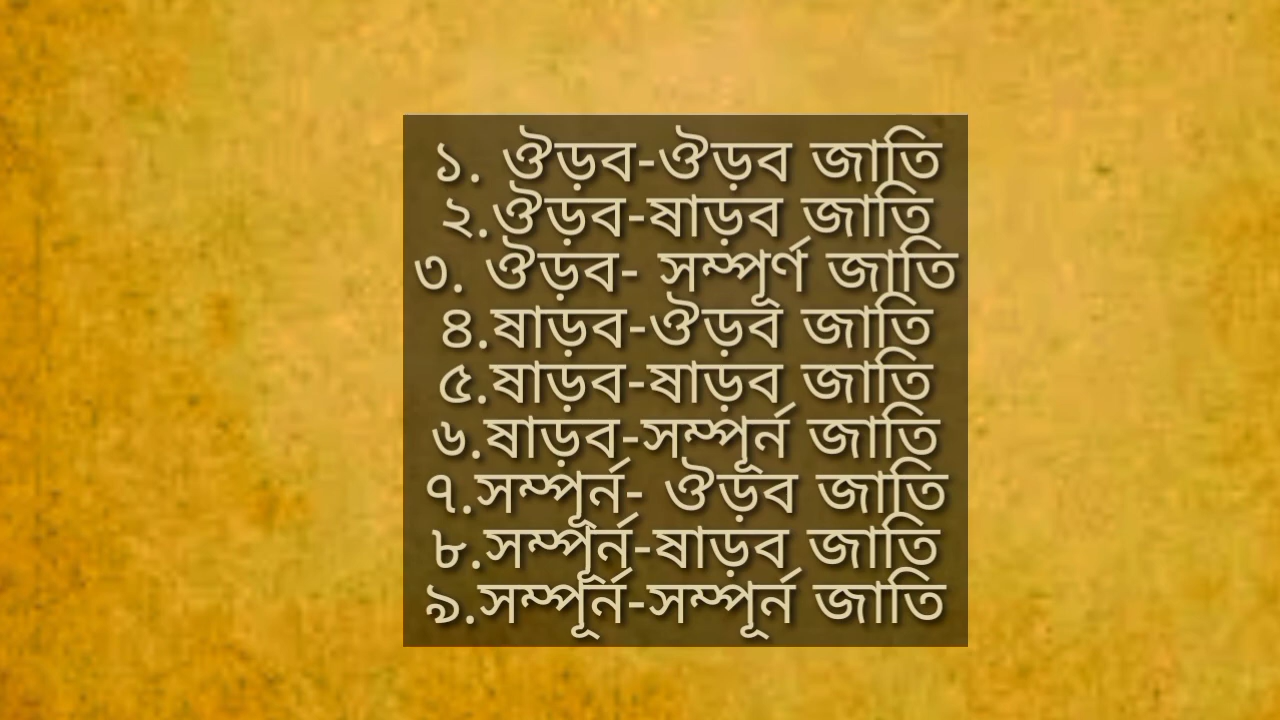 ১. ঔড়ব-ঔড়ব জাতি
২.ঔড়ব-ষাড়ব জাতি
৩. ঔড়ব- সম্পূর্ণ জাতি
৪.ষাড়ব-ঔড়ব জাতি
৫.ষাড়ব-ষাড়ব জাতি
৬.ষাড়ব-সম্পূর্ন জাতি
৭.সম্পূর্ন- ঔড়ব জাতি
৮.সম্পূর্ন-ষাড়ব জাতি
৯.সম্পূর্ন-সম্পূর্ন জাতি